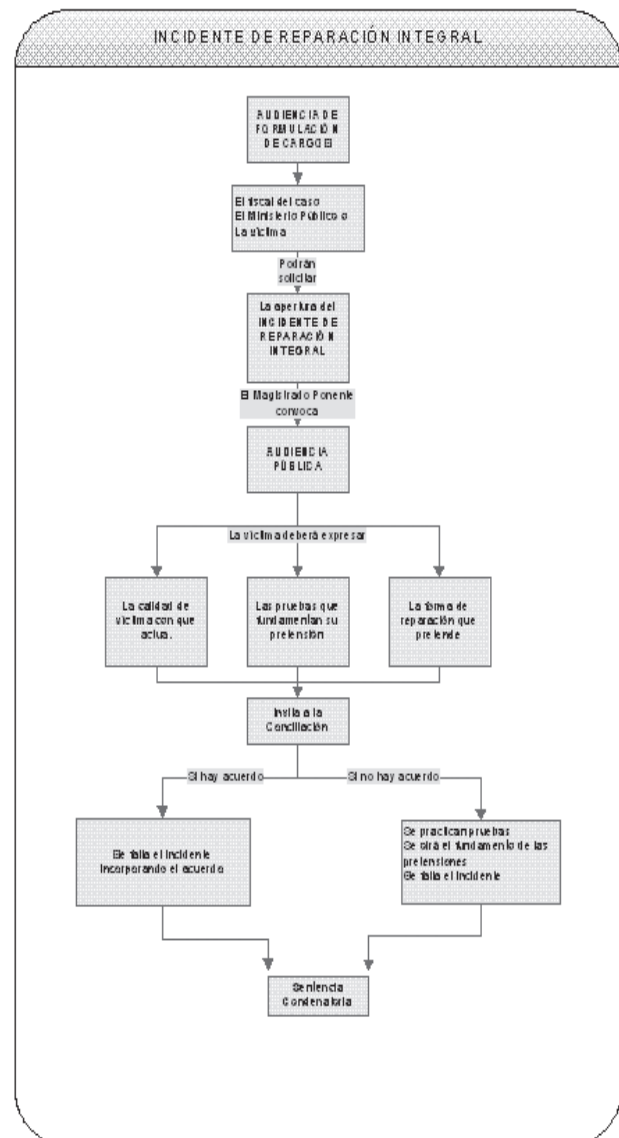 INCIDENTE DE REPARACIÓN INTEGRAL
AUDIENCIA DE
FORMULACIÓN
DE CARGOS
El fiscal del caso
El Ministerio Público o
La víctima
Podrán
solicitar
La apertura del
INCIDENTE DE
REPARACIÓN
INTEGRAL
El Magistrado Ponente
convoca
AUDIENCIA
PÚBLICA
La víctima deberá expresar
La calidad de
víctima con que
actua.
Las pruebas que
fundamentan su
pretensión
La forma de
reparación que
pretende
Invita a la
Conciliación
Si hay acuerdo
Si no hay acuerdo
Se falla el incidente
incorporando el acuerdo
Se practican pruebas
Se oirá el fundamento de las
pretensiones
Se falla el incidente
Sentencia
Condenatoria